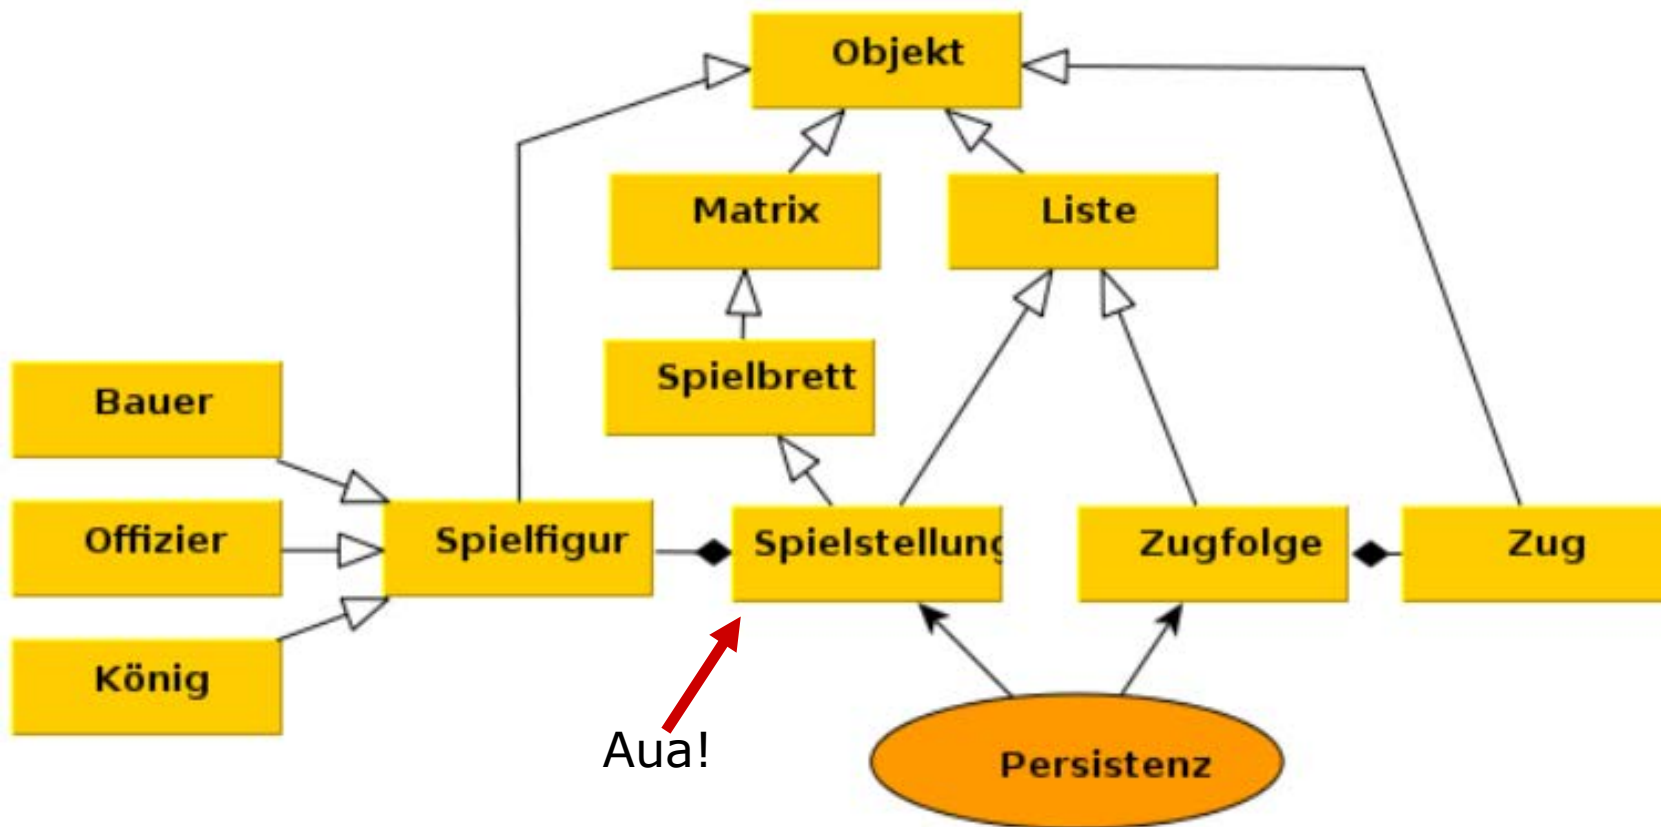 Objekt
Matrix
Liste
Spielbrett
Bauer
Offizier
König
Spielfigur
Spielstellung
Zugfolge
Zug
Aua!
Persistenz